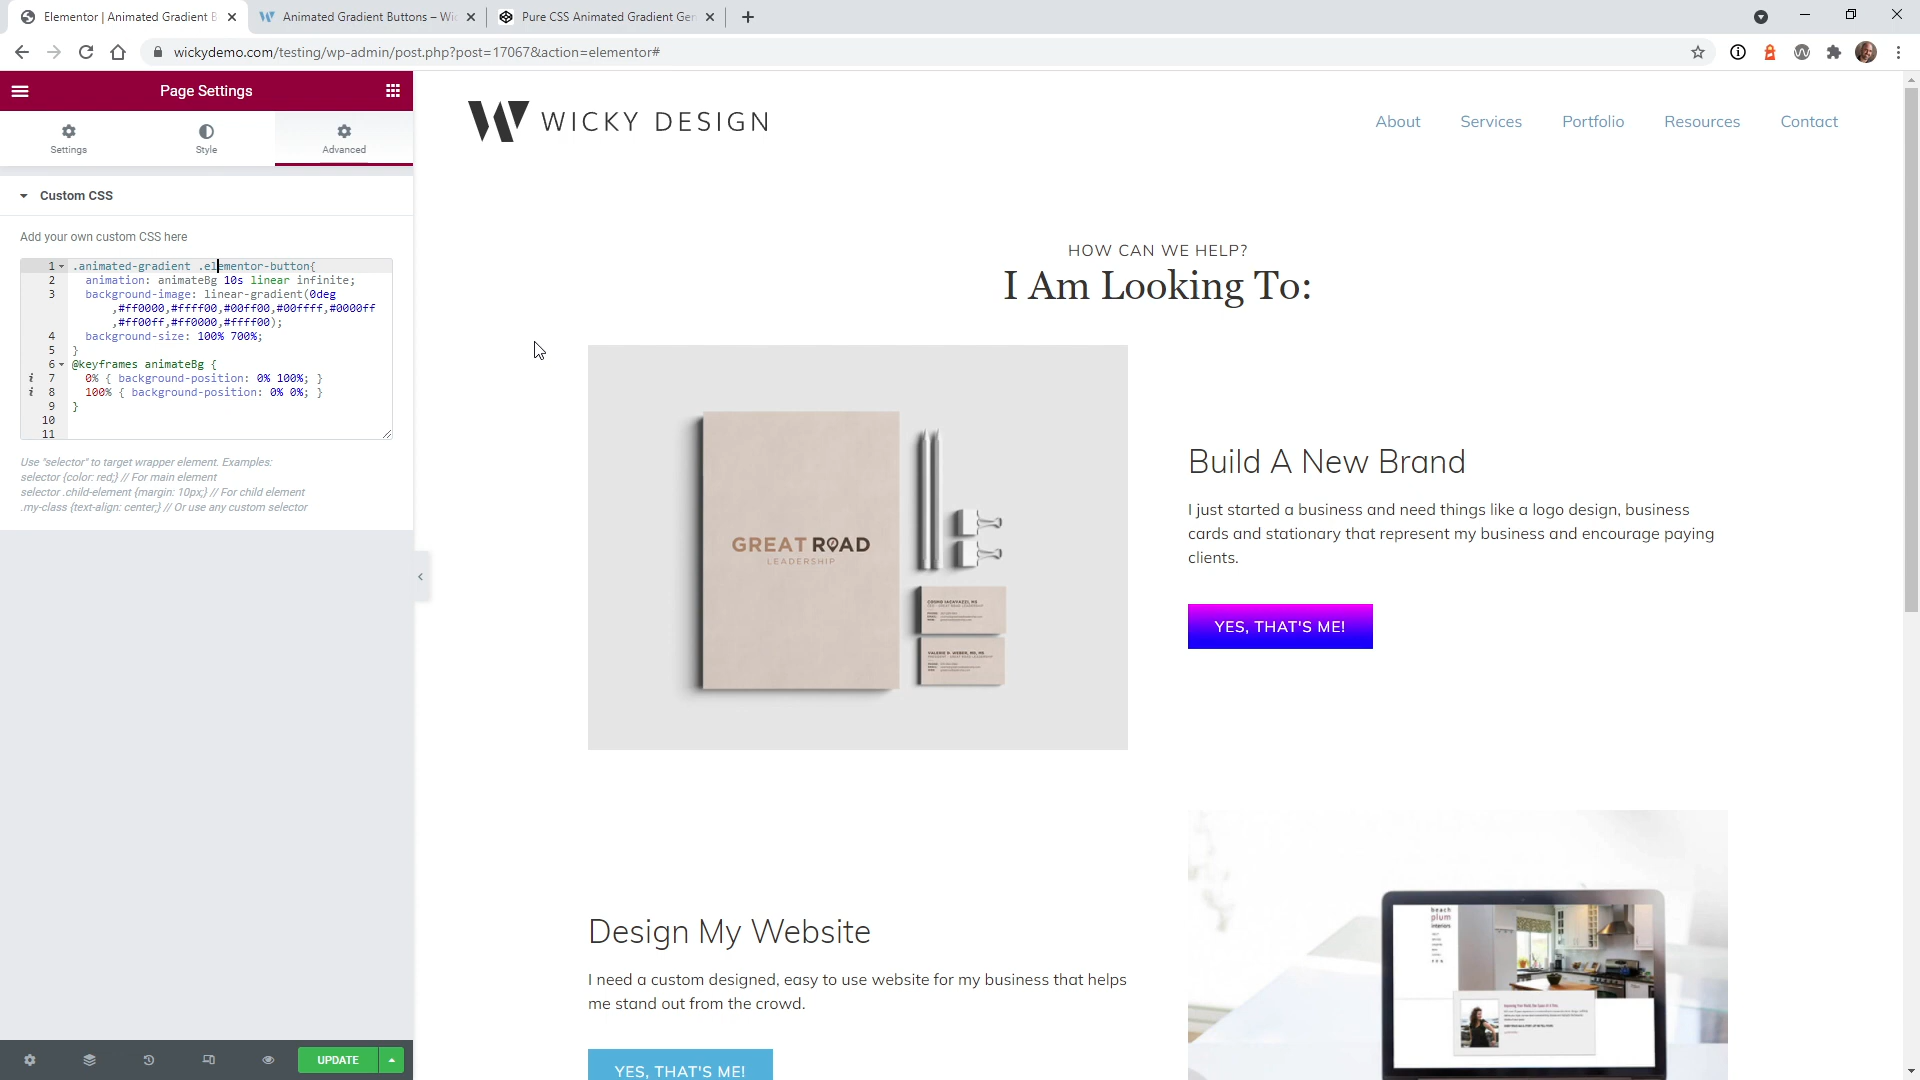 Elementor | Animated Gradient B
Animated Gradient Buttons – Wic
Pure CSS Animated Gradient Gen
wickydemo.com/testing/wp-admin/post.php?post=17067&action=elementor#
Page Settings
Settings
Style
Advanced
Custom CSS
Add your own custom CSS here
1 .animated-gradient .elementor-button{
2 animation: animateBg 10s linear infinite;
3 background-image: linear-gradient(0deg
,#ff0000,#ffff00,#00ff00,#00ffff,#0000ff
,#ff00ff,#ff0000,#ffff00);
4 background-size: 100% 700%;
5 }
6 @keyframes animateBg {
7 0% { background-position: 0% 100%; }
8 100% { background-position: 0% 0%; }
9 }
10
11
Use "selector" to target wrapper element. Examples:
selector {color: red;} // For main element
selector .child-element {margin: 10px;} // For child element
.my-class {text-align: center;} // Or use any custom selector
UPDATE
WICKY DESIGN
About
Services
Portfolio
Resources
Contact
HOW CAN WE HELP?
I Am Looking To:
GREAT ROAD
LEADERSHIP
Build A New Brand
I just started a business and need things like a logo design, business
cards and stationary that represent my business and encourage paying
clients.
YES, THAT'S ME!
Design My Website
I need a custom designed, easy to use website for my business that helps
me stand out from the crowd.
YES, THAT'S ME!
beach
plum
interiors